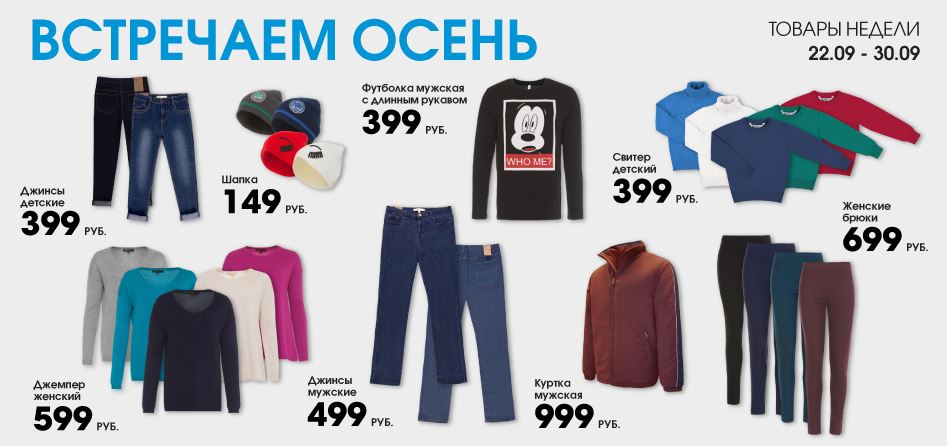 ВСТРЕЧАЕМ ОСЕНЬ
ТОВАРЫ НЕДЕЛИ
22.09 - 30.09
Футболка мужская
с длинным рукавом
399 РУБ.
WHO ME?
Свитер
детский
399 РУБ.
Шапка
149 РУБ.
Джинсы
детские
399 РУБ.
Женские
брюки
699 РУБ.
Джемпер
женский
599 РУБ.
Джинсы
мужские
499 РУБ.
Куртка
мужская
999 РУБ.